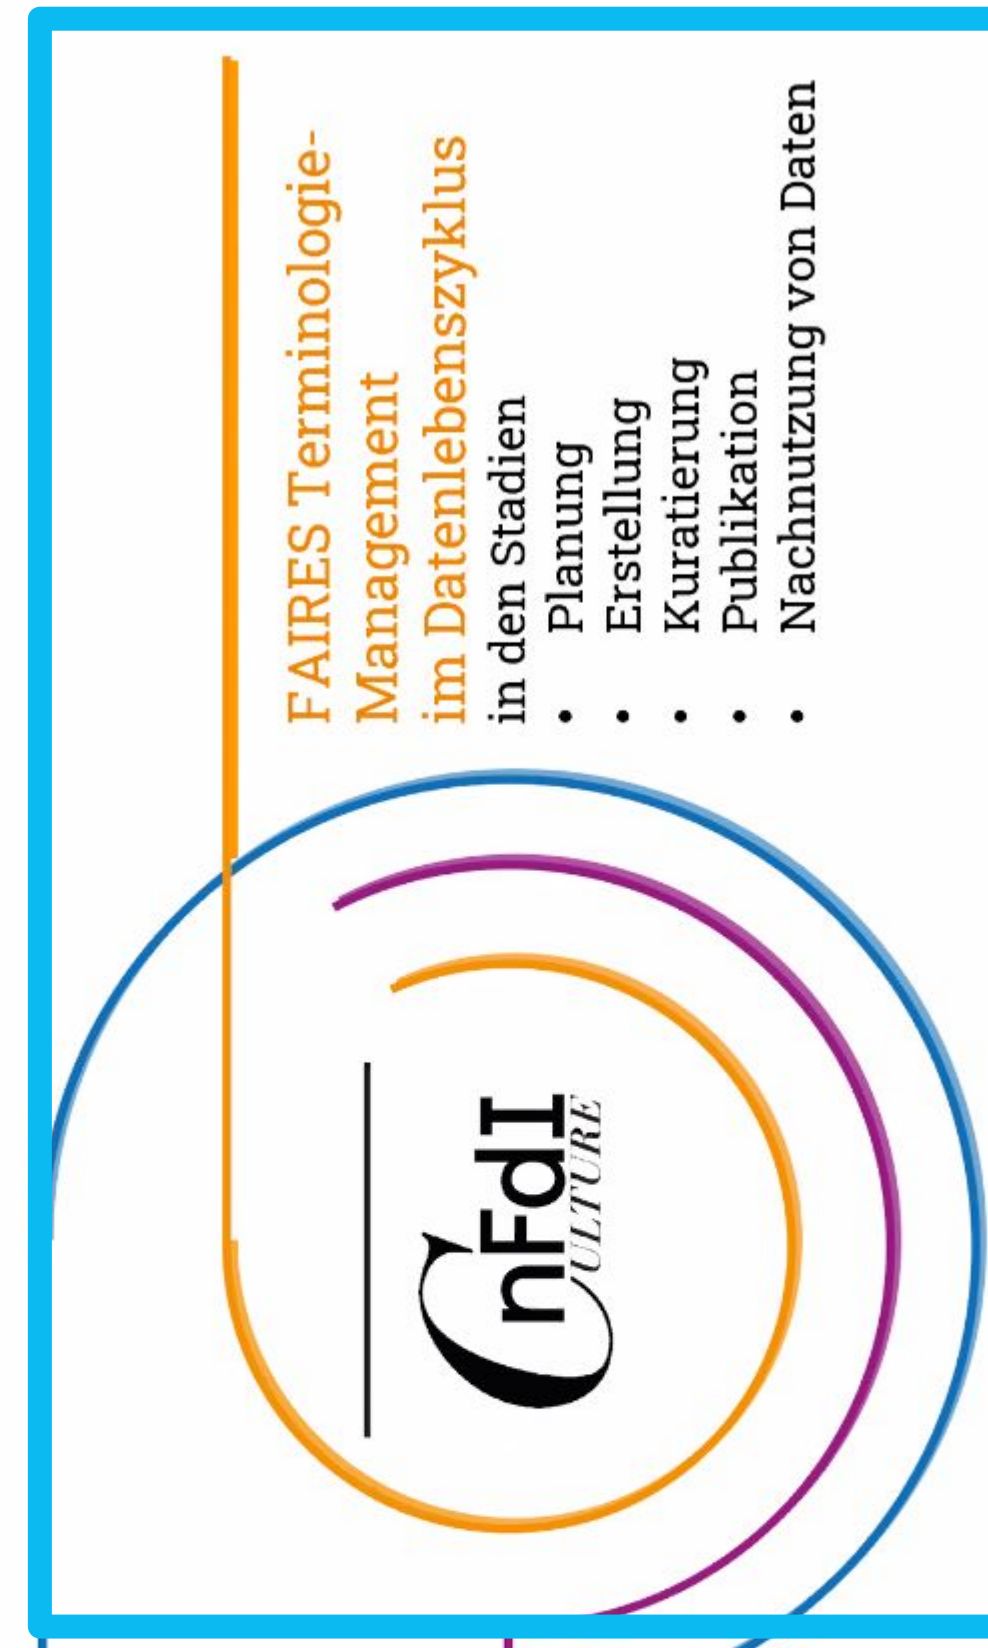 FAIRES Terminologie-
Management
im Datenlebenszyklus
in den Stadien
• Planung
• Erstellung
• Kuratierung
• Publikation
• Nachnutzung von Daten
nFdI
CULTURE